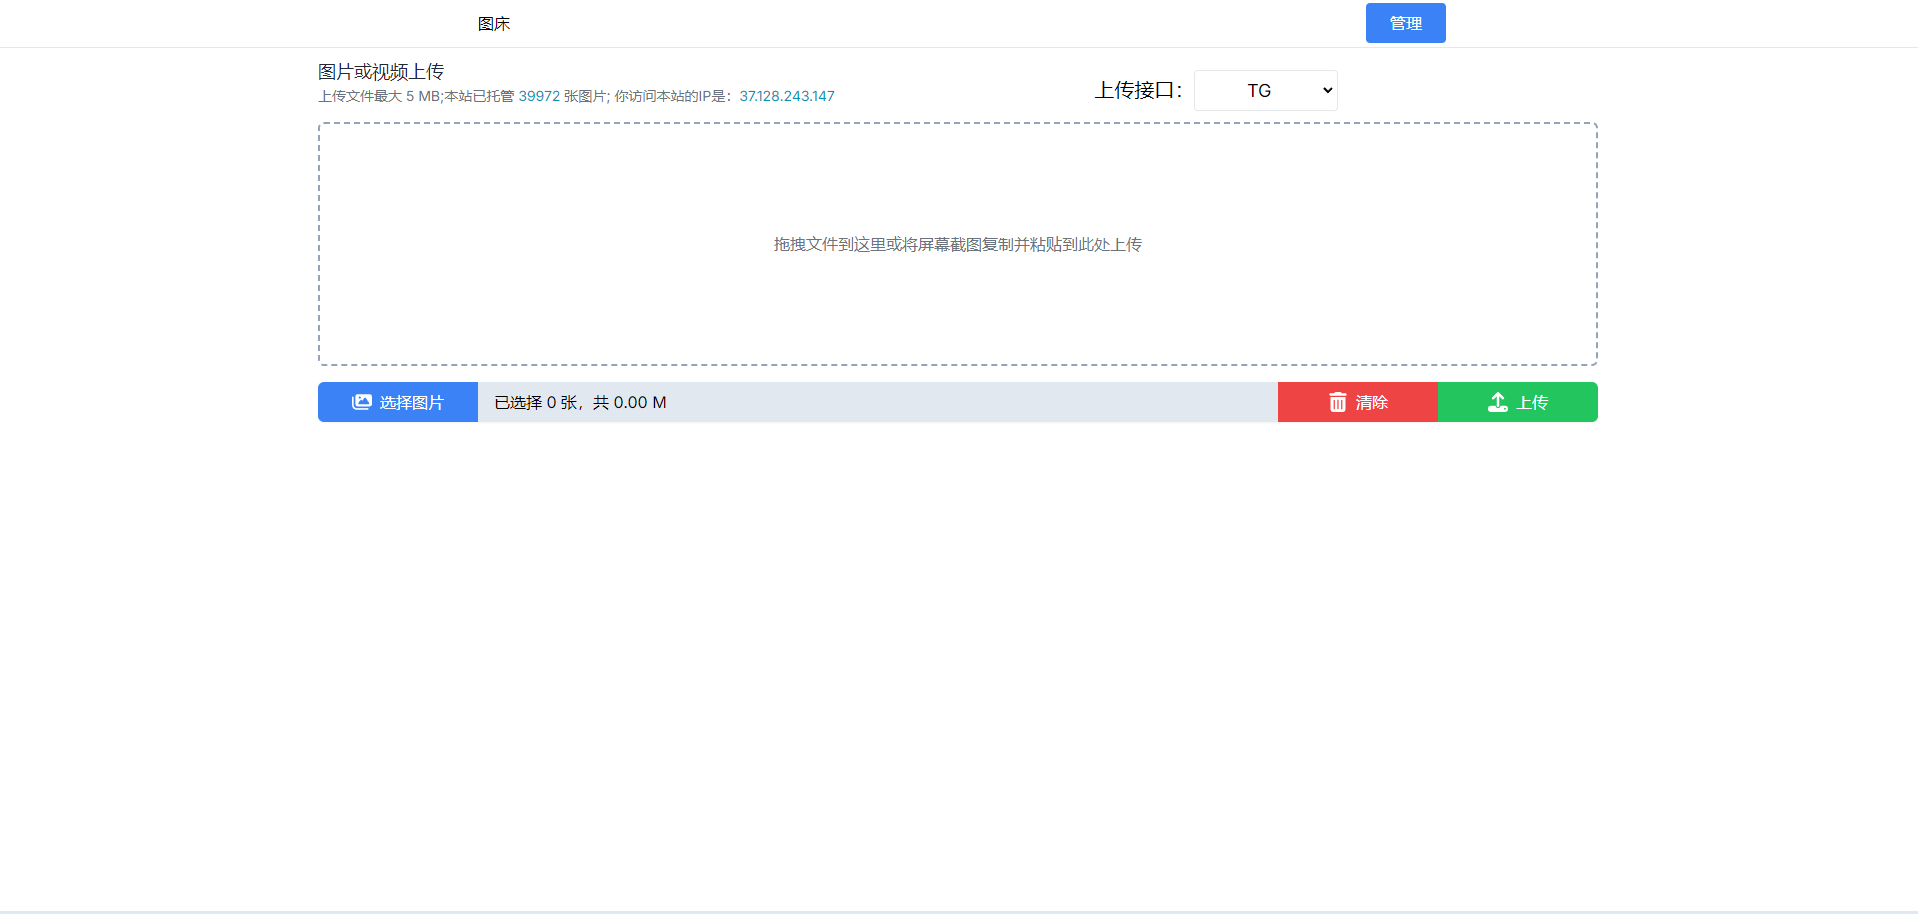 图床
管理
图片或视频上传
上传文件最大 5 MB;本站已托管 39972 张图片; 你访问本站的IP是：37.128.243.147
上传接口：
TG
拖拽文件到这里或将屏幕截图复制并粘贴到此处上传
选择图片
已选择 0 张，共 0.00 M
清除
上传